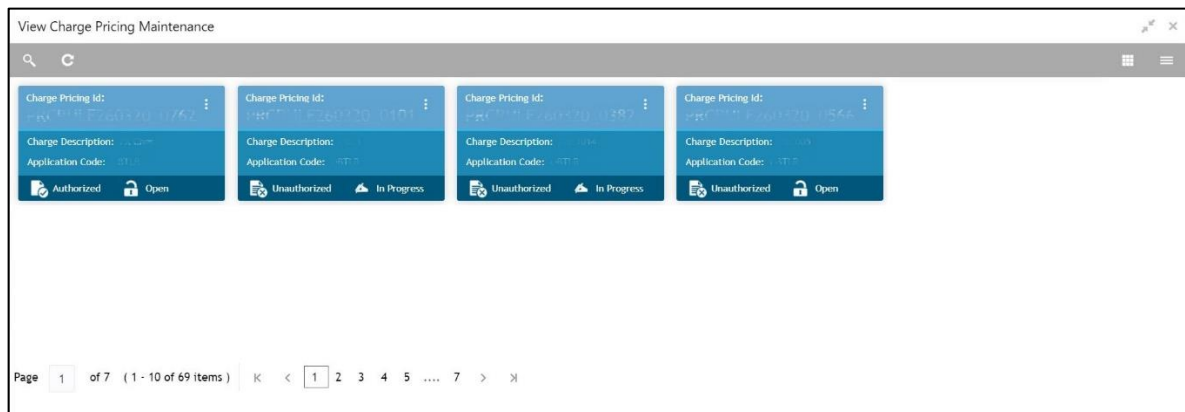 View Charge Pricing Maintenance
Charge Pricing Id:
Charge Description:
Application Code:
Authorized Open
Charge Pricing Id:
Charge Description:
Application Code:
Unauthorized In Progress
Charge Pricing Id:
Charge Description:
Application Code:
Unauthorized In Progress
Charge Pricing Id:
Charge Description:
Application Code:
Unauthorized Open
Page 1 of 7 ( 1 - 10 of 69 items ) 1 2 3 4 5 .... 7